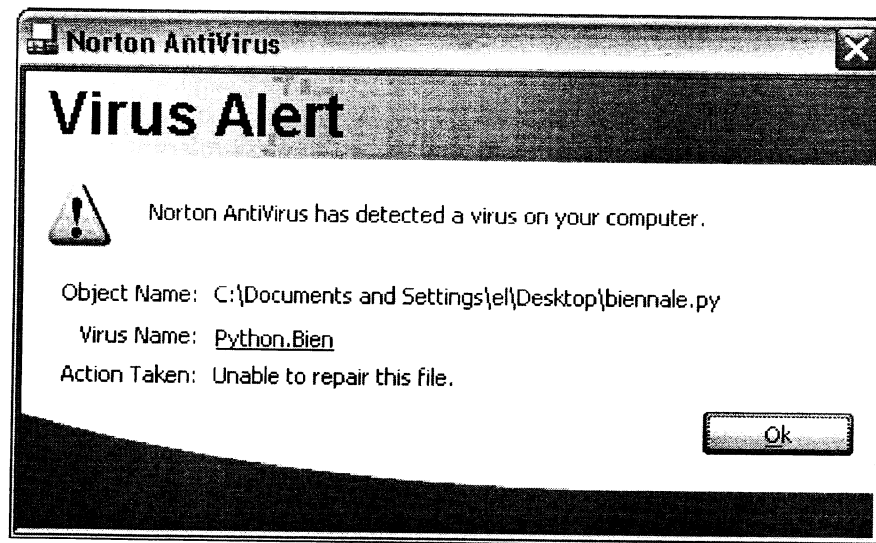 Norton AntiVirus
Virus Alert
Norton AntiVirus has detected a virus on your computer.
Object Name: C:\Documents and Settings\el\Desktop\biennale.py
Virus Name: Python.Bien
Action Taken: Unable to repair this file.
Ok